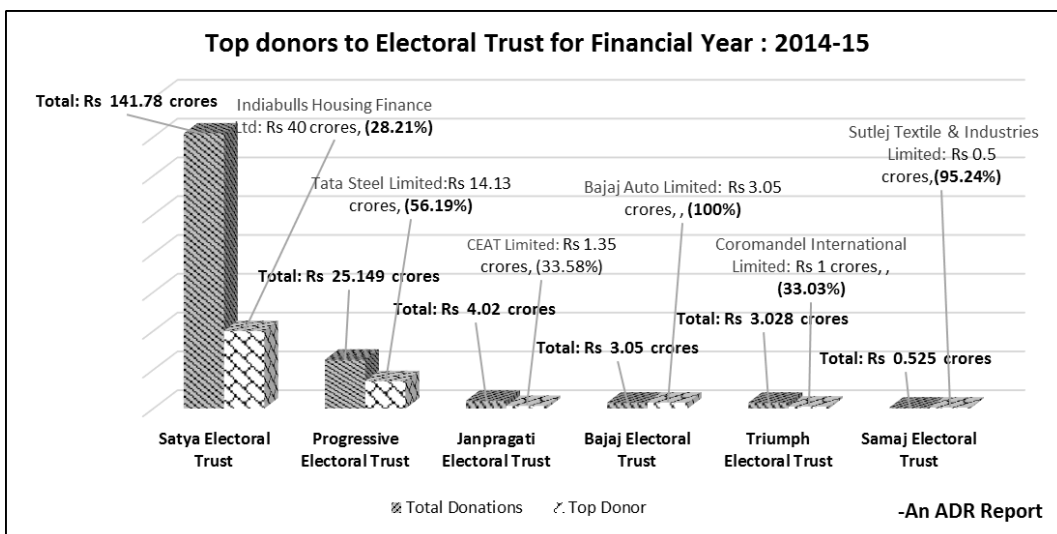 Top donors to Electoral Trust for Financial Year : 2014-15
Total: Rs 141.78 crores
Indiabulls Housing Finance
Ltd: Rs 40 crores, (28.21%)
Tata Steel Limited:Rs 14.13
crores, (56.19%)
Total: Rs 25.149 crores
CEAT Limited: Rs 1.35
crores, (33.58%)
Total: Rs 4.02 crores
Bajaj Auto Limited: Rs 3.05
crores, , (100%)
Total: Rs 3.05 crores
Coromandel International
Limited: Rs 1 crores, ,
(33.03%)
Total: Rs 3.028 crores
Sutlej Textile & Industries
Limited: Rs 0.5
crores,(95.24%)
Total: Rs 0.525 crores
Satya Electoral
Trust
Progressive
Electoral Trust
Janpragati
Electoral Trust
Bajaj Electoral
Trust
Triumph
Electoral Trust
Samaj Electoral
Trust
Total Donations
Top Donor
-An ADR Report